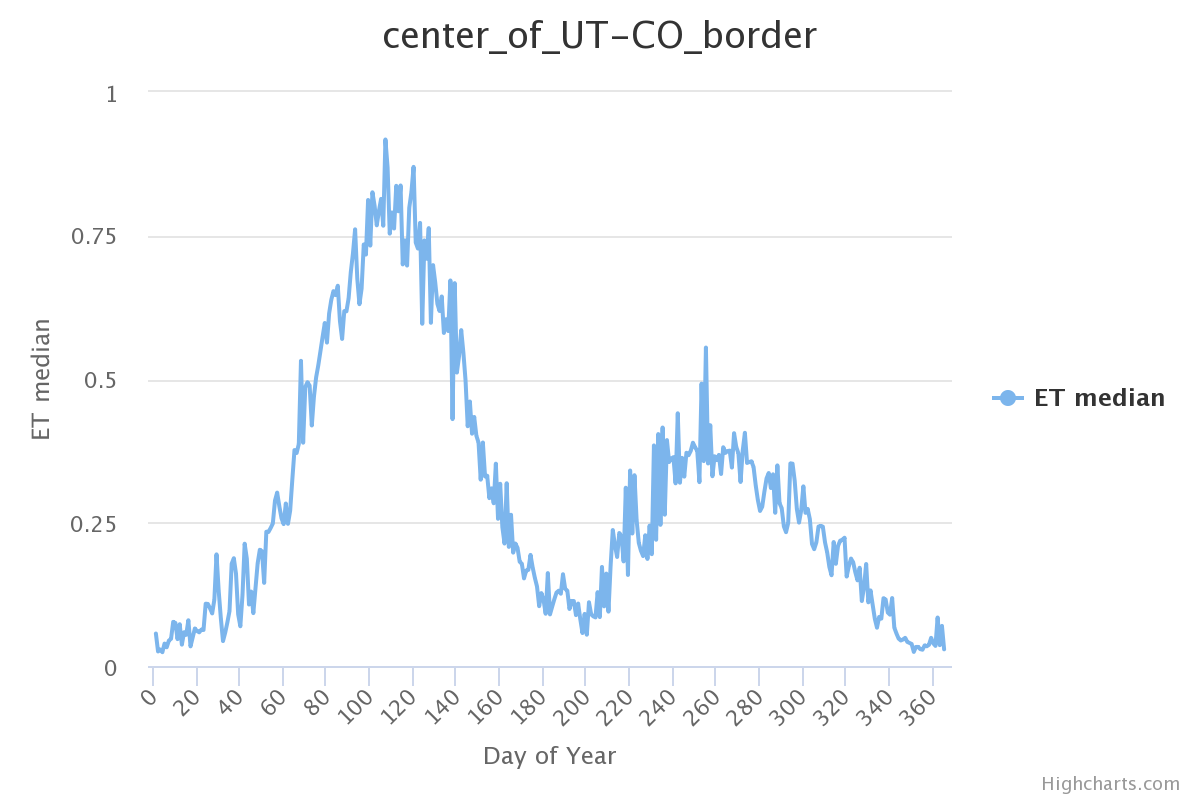 center_of_UT-CO_border
1
0.75
0.5
0.25
0
ET median
ET median
0 20 40 60 80 100 120 140 160 180 200 220 240 260 280 300 320 340 360
Day of Year
Highcharts.com